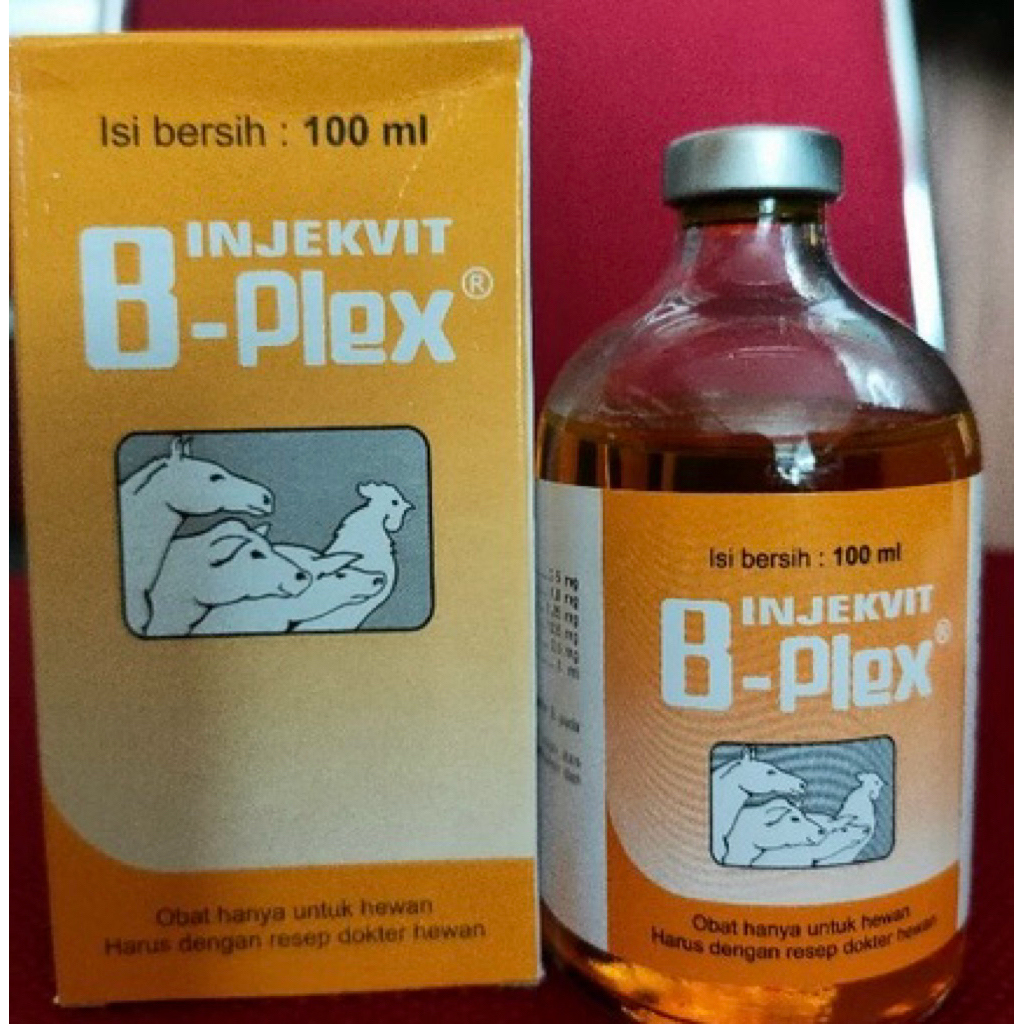 Isi bersih : 100 ml
INJEKVIT
B-Plex®
Obat hanya untuk hewan
Harus dengan resep dokter hewan
Isi bersih : 100 ml
INJEKVIT
B-Plex®
Obat hanya untuk hewan
Harus dengan resep dokter hewan